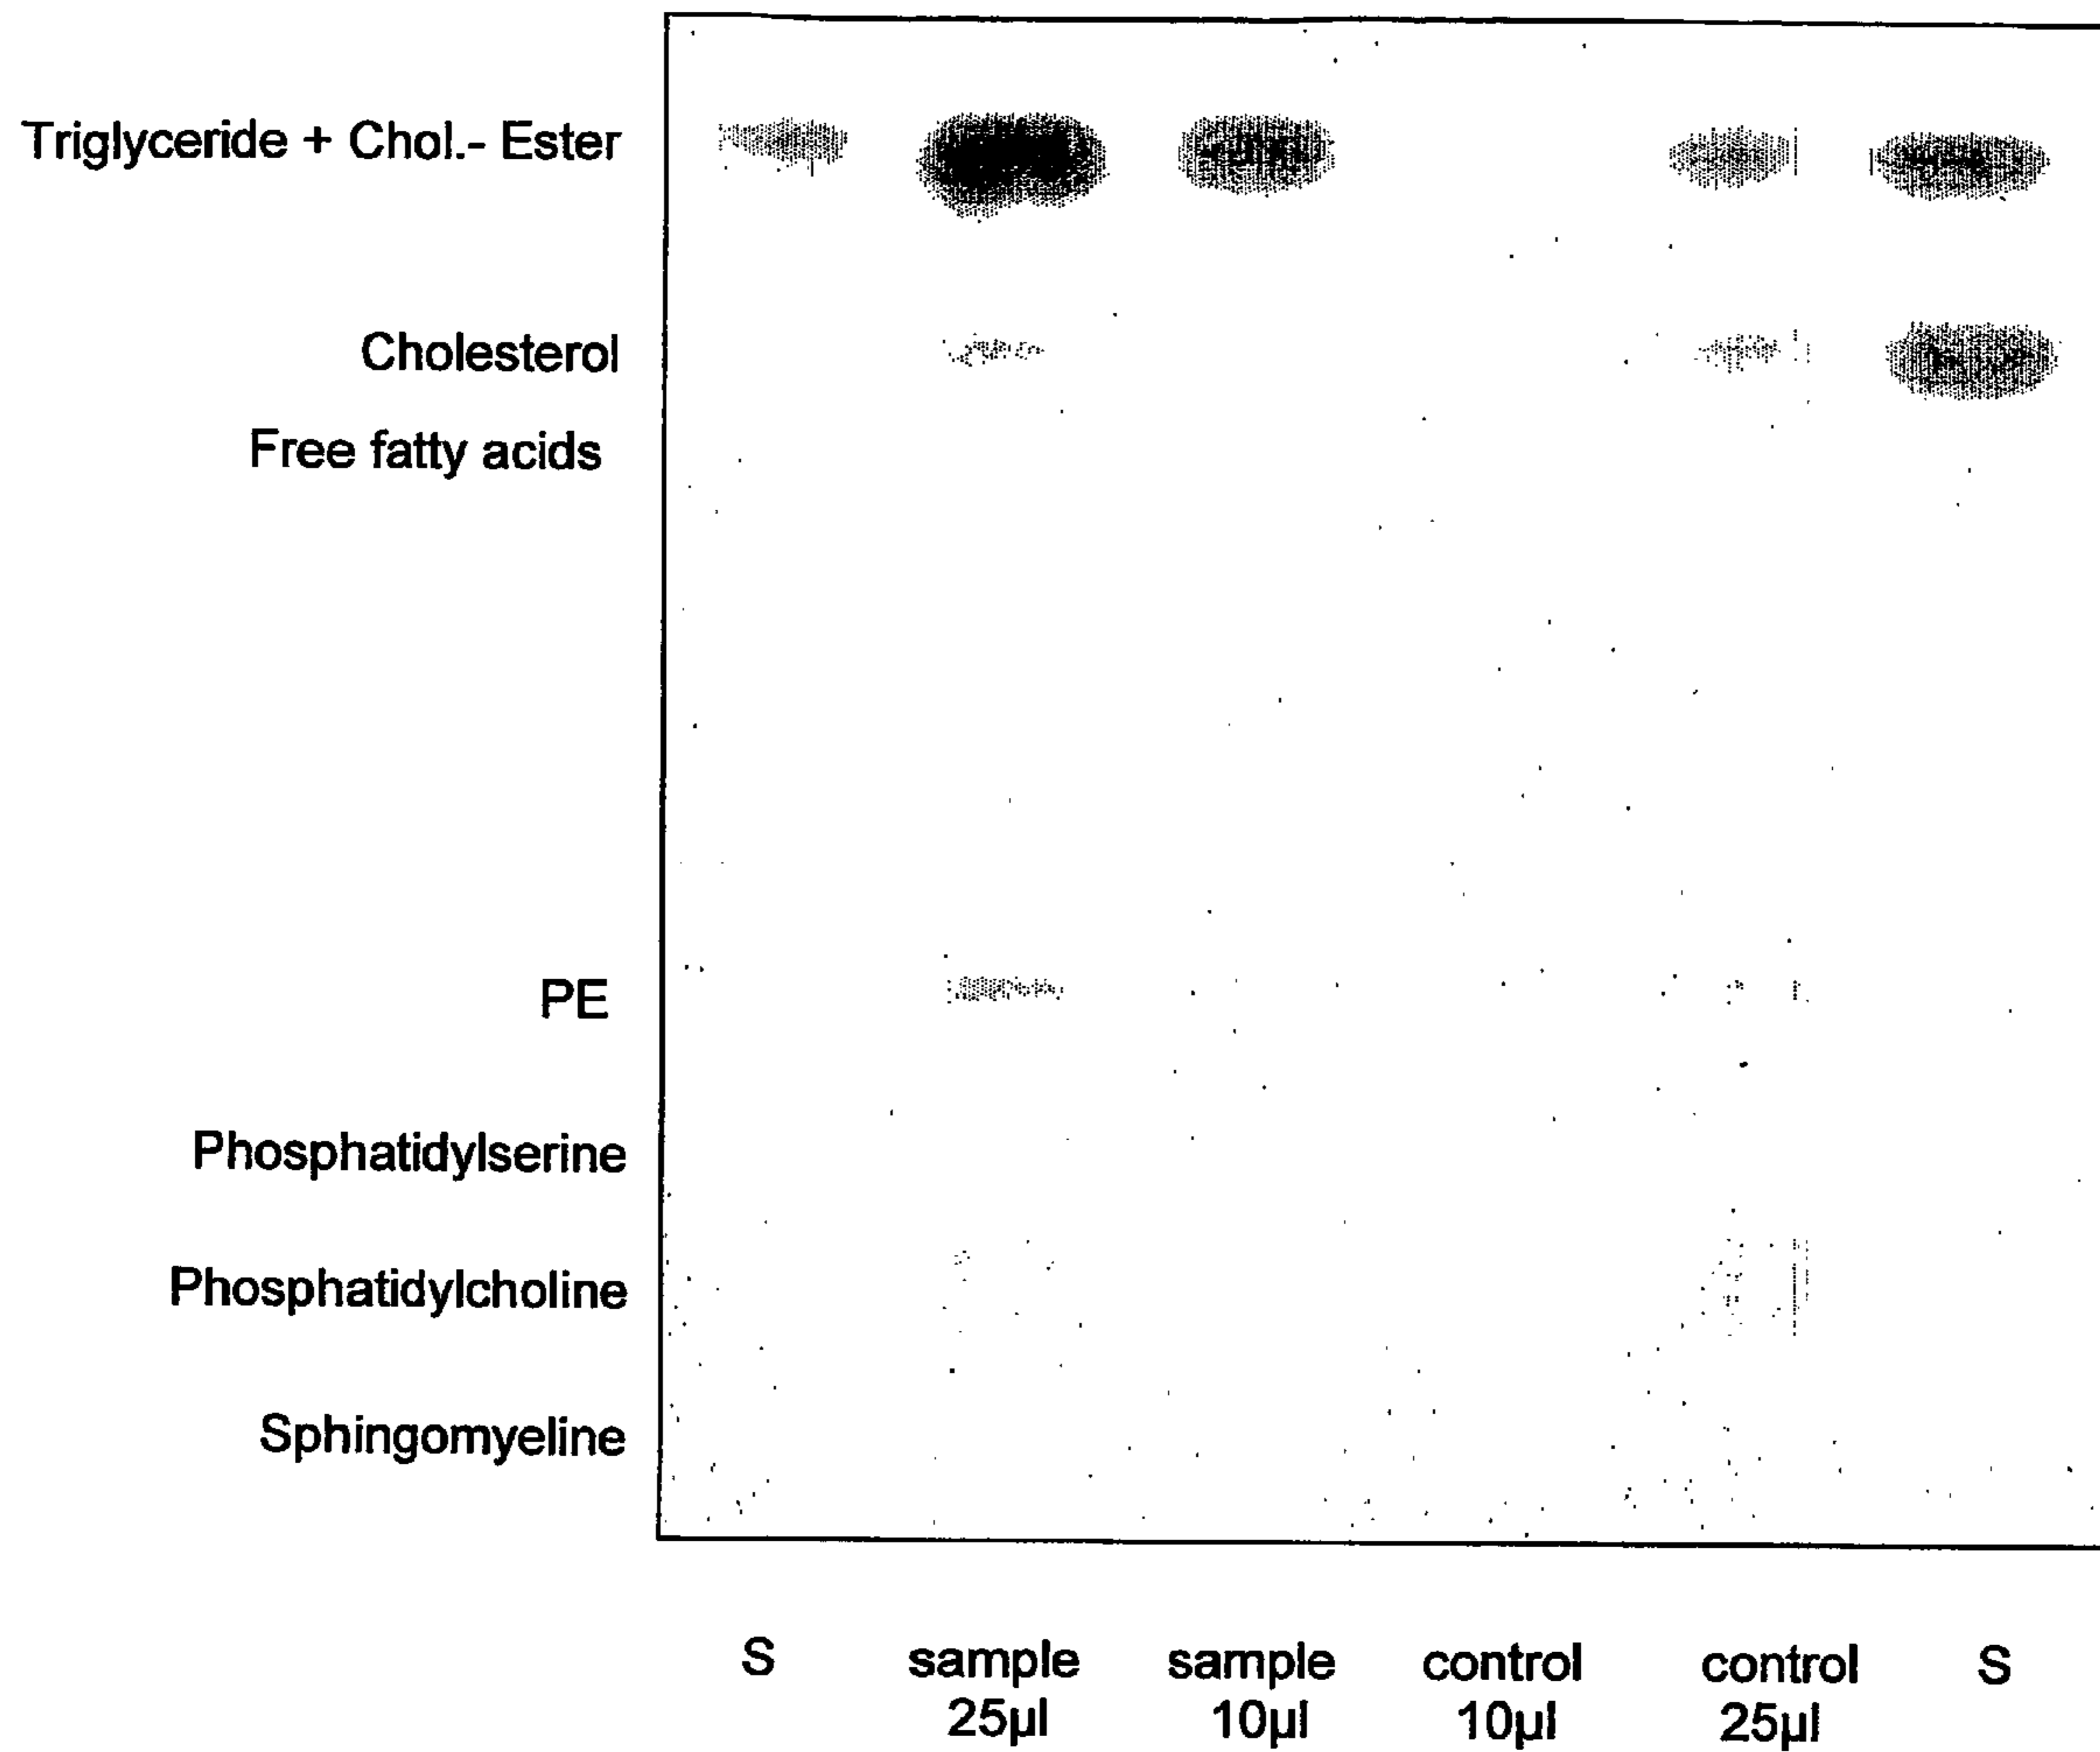 Triglyceride + Chol.- Ester
Cholesterol
Free fatty acids
PE
Phosphatidylserine
Phosphatidylcholine
Sphingomyeline
S sample sample control control S
25µl 10µl 10µl 25µl